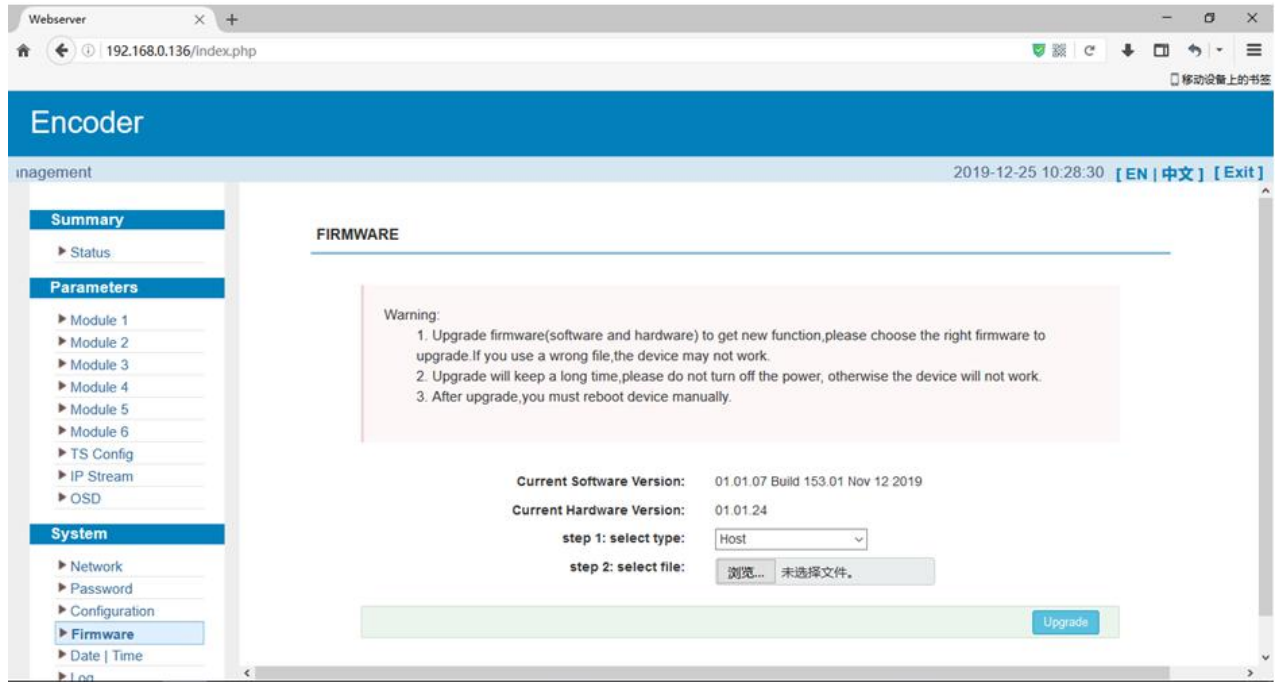 Webserver
192.168.0.136/index.php
移动设备上的书签
Encoder
nagement
2019-12-25 10:28:30 [ EN | 中文 ] [ Exit ]
Summary
Status
Parameters
Module 1
Module 2
Module 3
Module 4
Module 5
Module 6
TS Config
IP Stream
OSD
System
Network
Password
Configuration
Firmware
Date | Time
Log
FIRMWARE
Warning:
1. Upgrade firmware(software and hardware) to get new function,please choose the right firmware to
upgrade.If you use a wrong file,the device may not work.
2. Upgrade will keep a long time,please do not turn off the power, otherwise the device will not work.
3. After upgrade,you must reboot device manually.
Current Software Version: 01.01.07 Build 153.01 Nov 12 2019
Current Hardware Version: 01.01.24
step 1: select type: Host
step 2: select file: 浏览... 未选择文件。
Upgrade